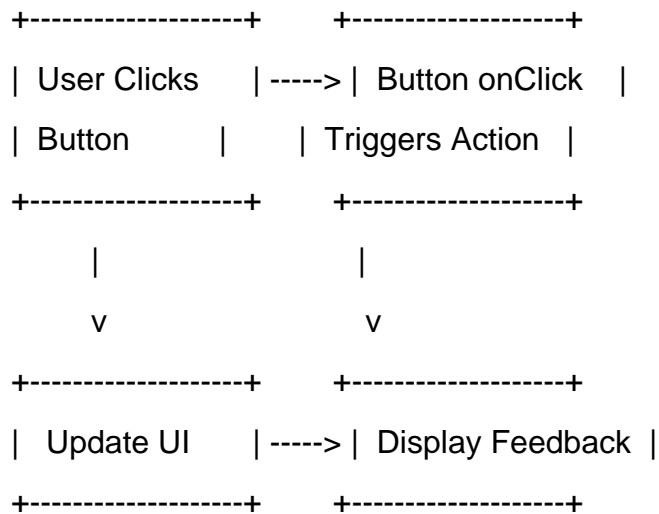 +--------------------+ +--------------------+
| User Clicks | -----> | Button onClick |
| Button | | Triggers Action |
+--------------------+ +--------------------+
| |
v v
+--------------------+ +--------------------+
| Update UI | -----> | Display Feedback |
+--------------------+ +--------------------+